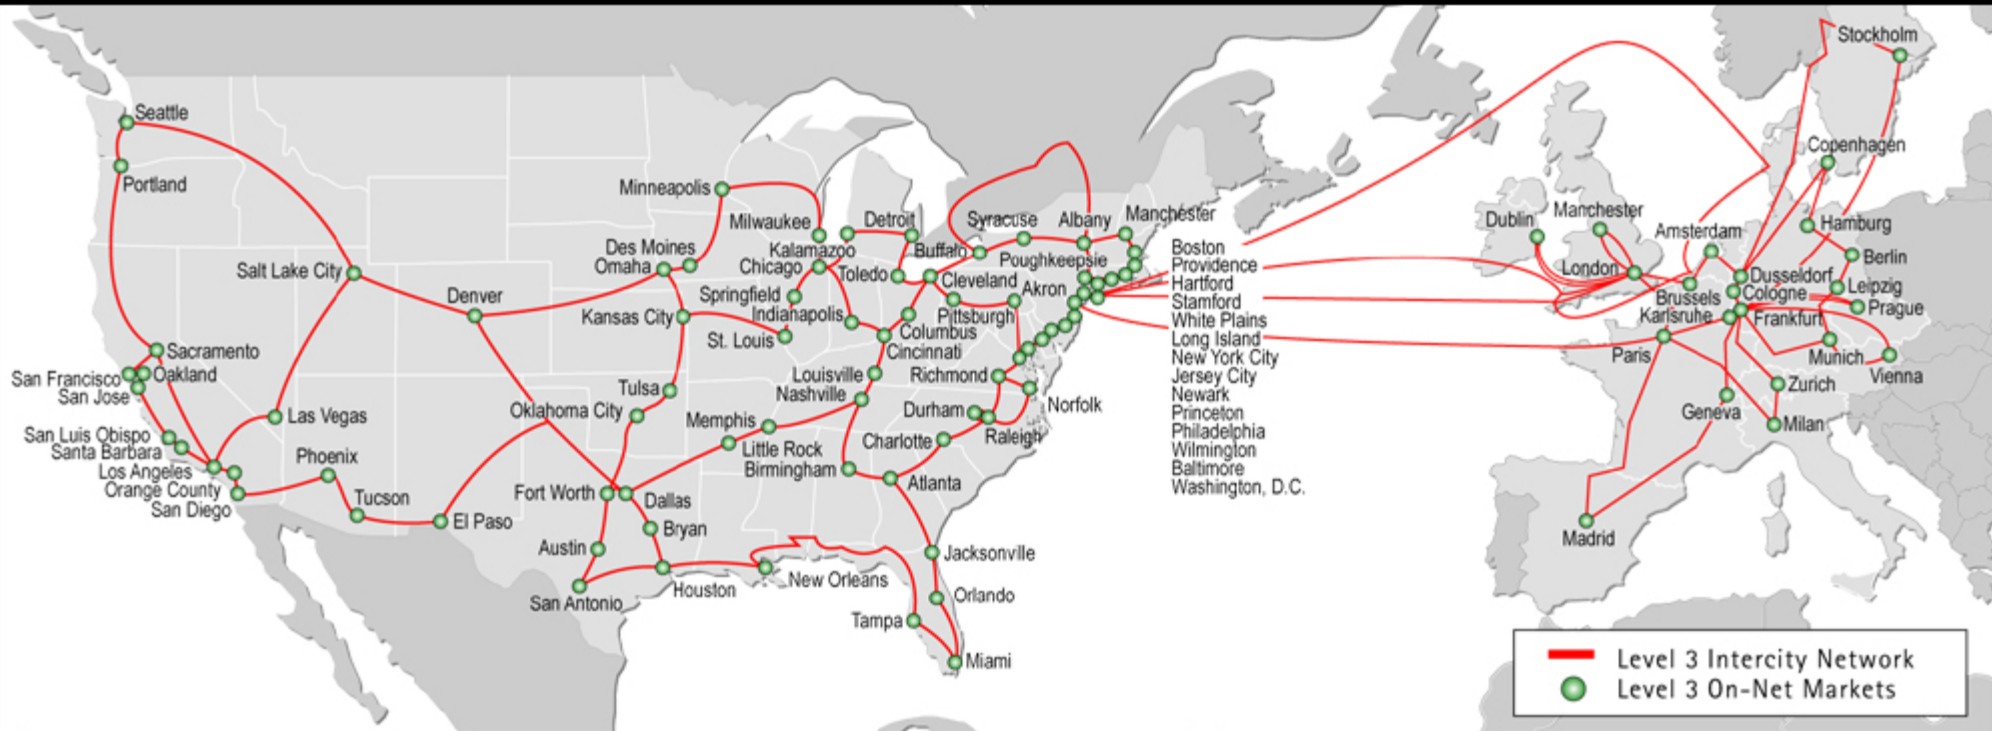 Seattle
Portland
Sacramento
San Francisco
Oakland
San Jose
San Luis Obispo
Santa Barbara
Los Angeles
Orange County
San Diego
Las Vegas
Phoenix
Tucson
El Paso
Salt Lake City
Denver
Minneapolis
Des Moines
Omaha
Kansas City
Tulsa
Oklahoma City
Fort Worth
Dallas
Bryan
Austin
San Antonio
Houston
New Orleans
Milwaukee
Kalamazoo
Chicago
Springfield
Indianapolis
St. Louis
Detroit
Toledo
Buffalo
Cleveland
Akron
Pittsburgh
Columbus
Cincinnati
Louisville
Nashville
Memphis
Little Rock
Birmingham
Atlanta
Charlotte
Durham
Raleigh
Richmond
Norfolk
Jacksonville
Orlando
Tampa
Miami
Syracuse
Albany
Poughkeepsie
Manchester
Boston
Providence
Hartford
Stamford
White Plains
Long Island
New York City
Jersey City
Newark
Princeton
Philadelphia
Wilmington
Baltimore
Washington, D.C.
Stockholm
Copenhagen
Dublin
Manchester
London
Amsterdam
Hamburg
Berlin
Dusseldorf
Leipzig
Brussels
Cologne
Prague
Karlsruhe
Frankfurt
Paris
Munich
Vienna
Zurich
Geneva
Milan
Madrid
Level 3 Intercity Network
Level 3 On-Net Markets